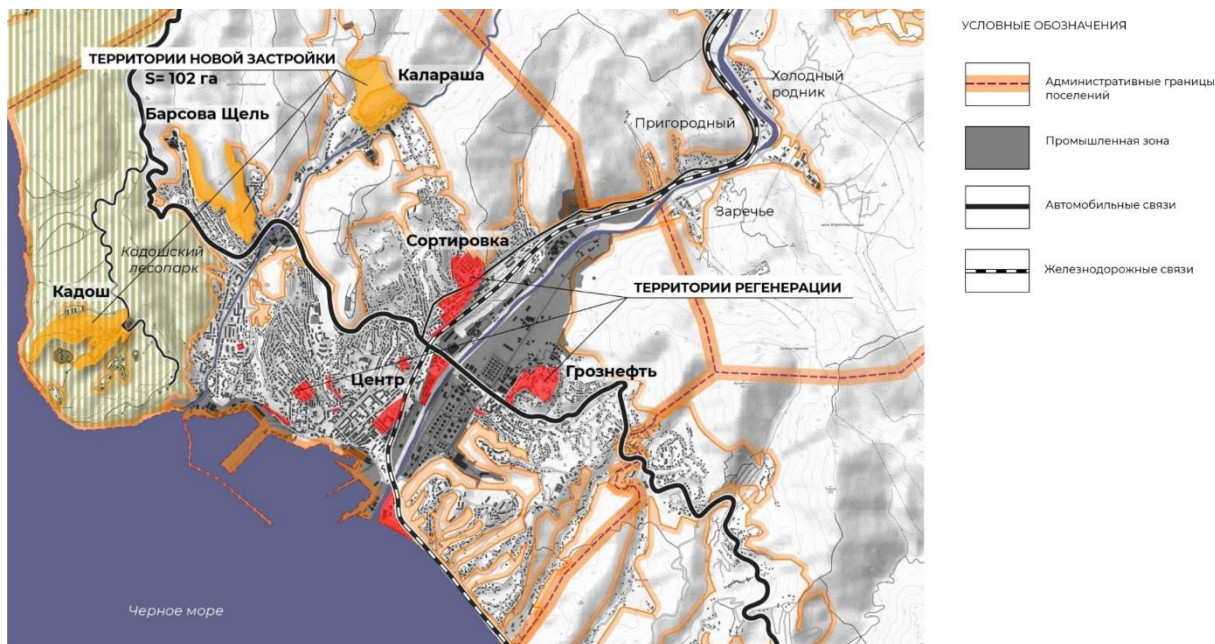 ТЕРРИТОРИИ НОВОЙ ЗАСТРОЙКИ
S= 102 га
Калараша
Барсова Щель
Холодный
родник
Пригородный
Заречье
Сортировка
Кадошский
лесопарк
Кадош
ТЕРРИТОРИИ РЕГЕНЕРАЦИИ
Центр
Грознефть
Черное море
УСЛОВНЫЕ ОБОЗНАЧЕНИЯ
Административные границы
поселений
Промышленная зона
Автомобильные связи
Железнодорожные связи